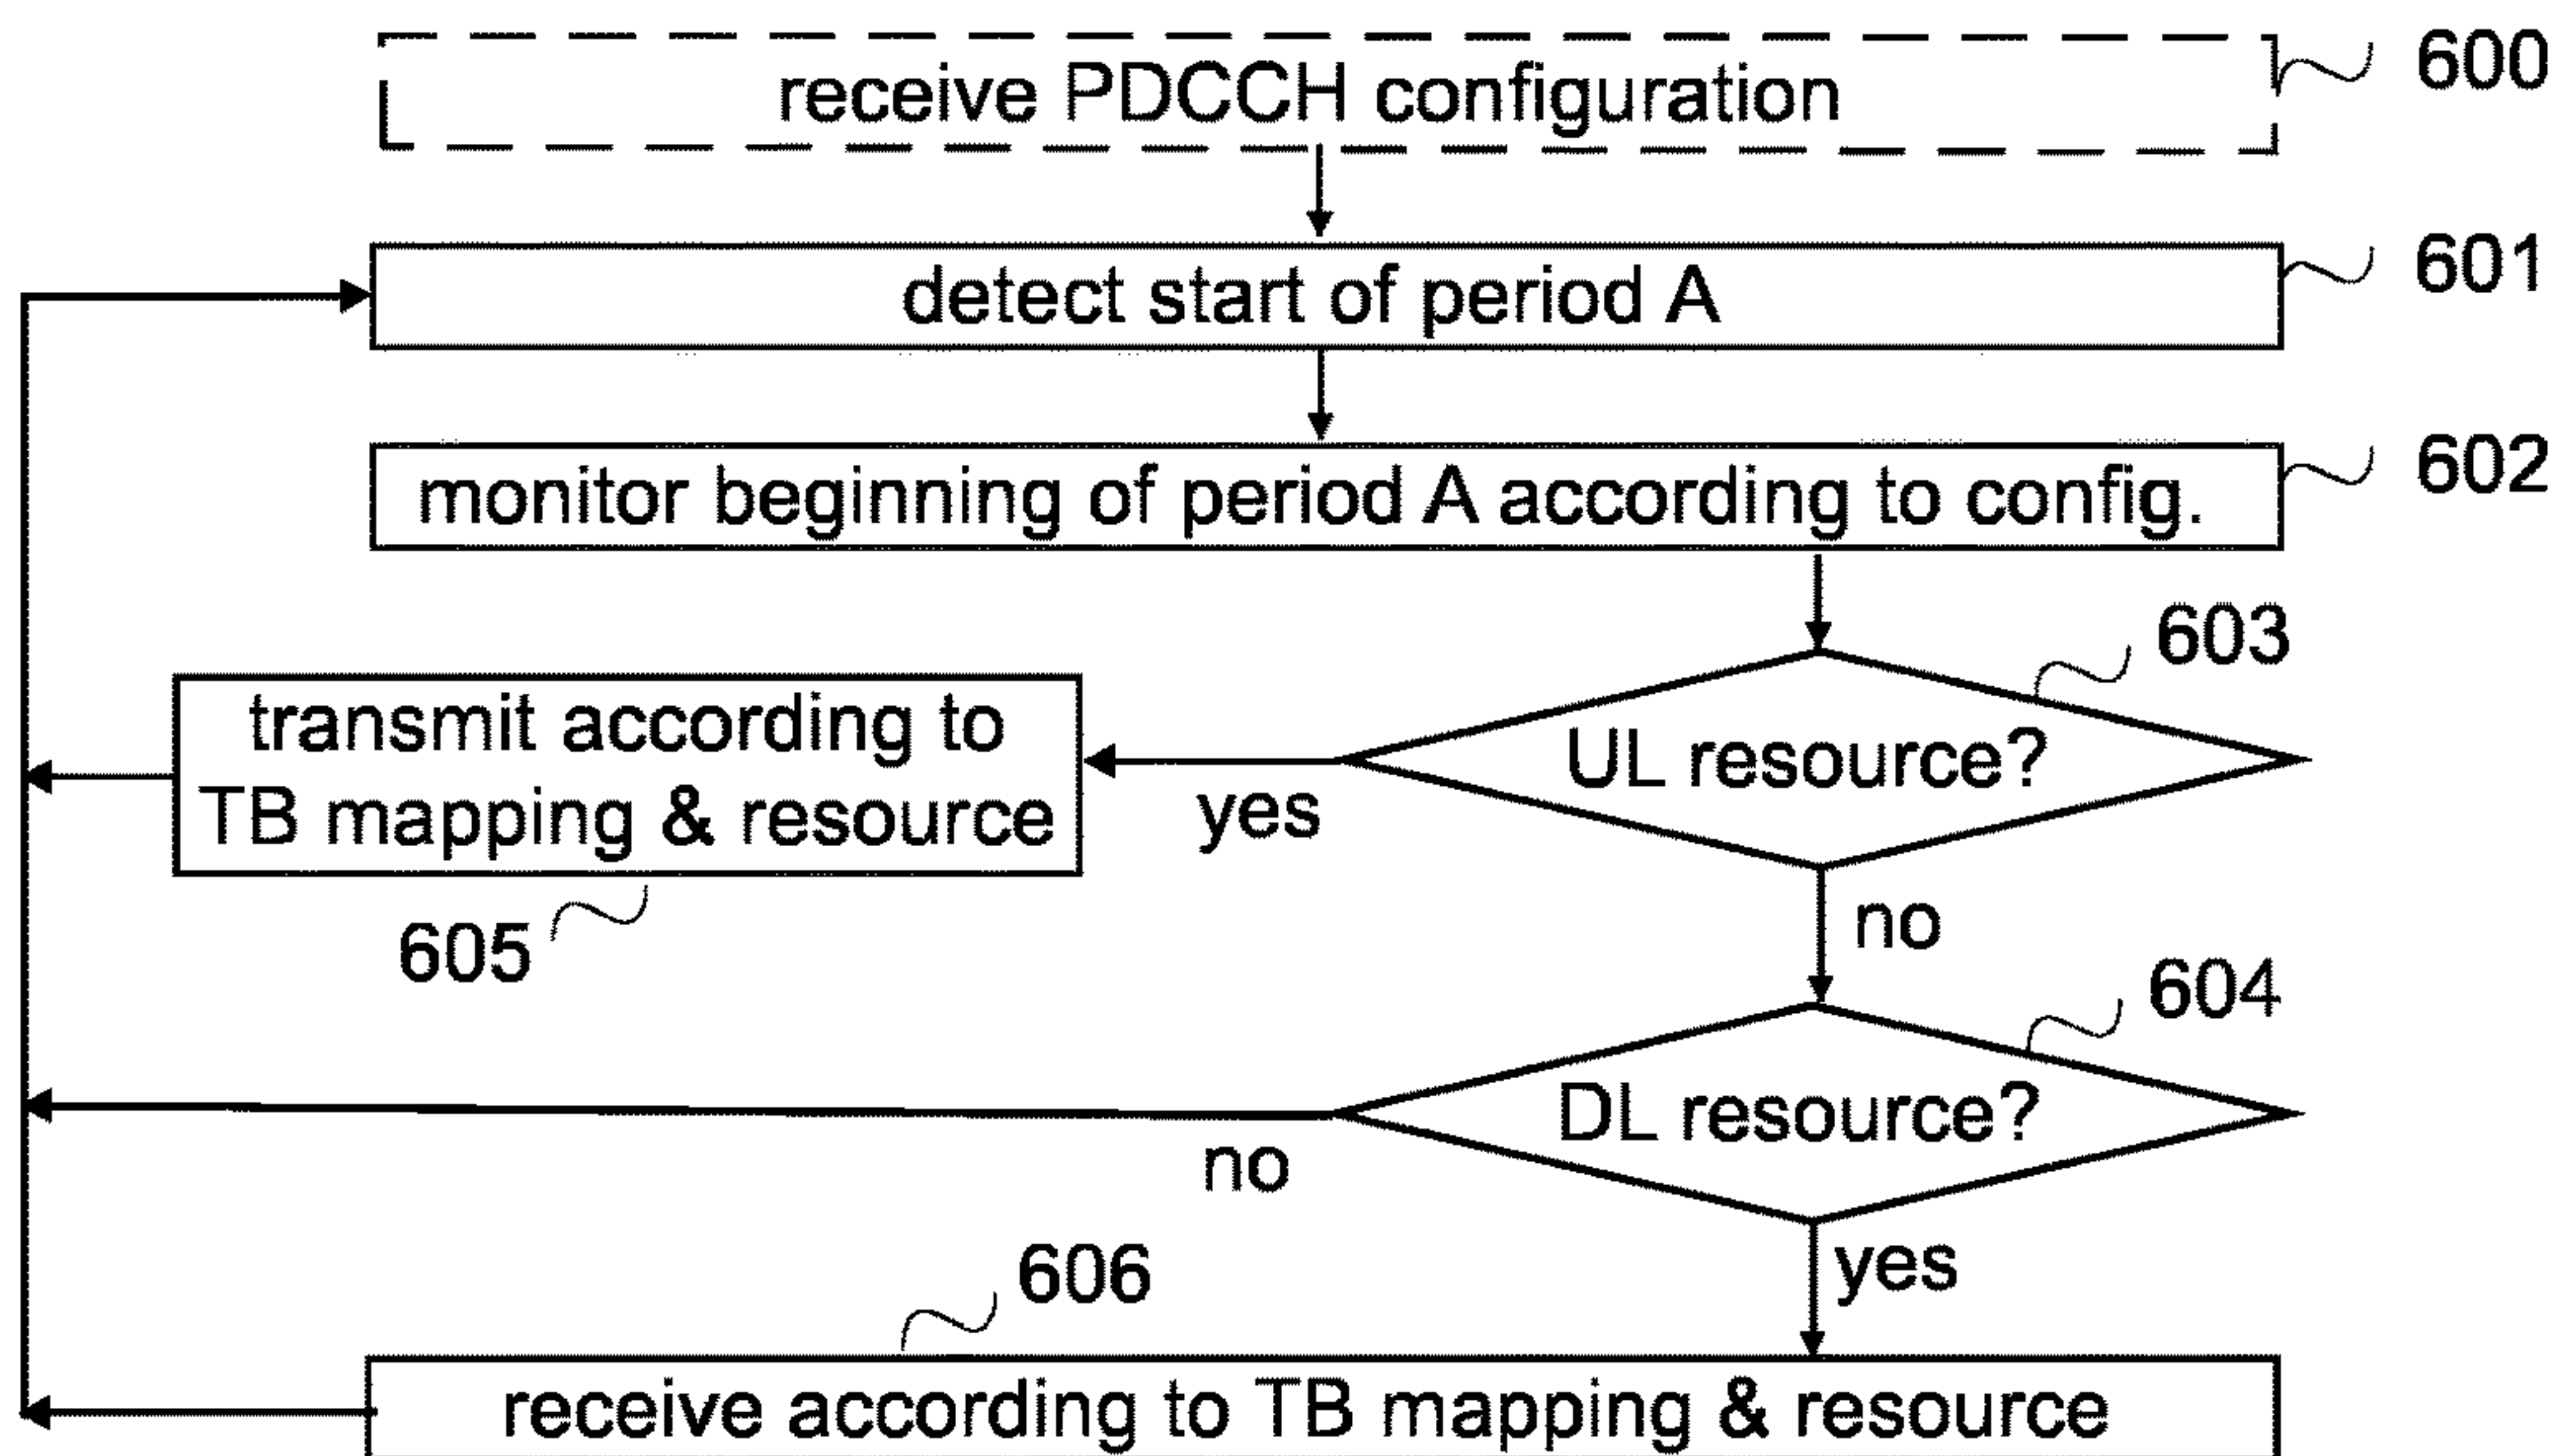 receive PDCCH configuration
600
detect start of period A
601
monitor beginning of period A according to config.
602
603
UL resource?
yes
transmit according to
TB mapping & resource
605
no
604
DL resource?
no
yes
606
receive according to TB mapping & resource